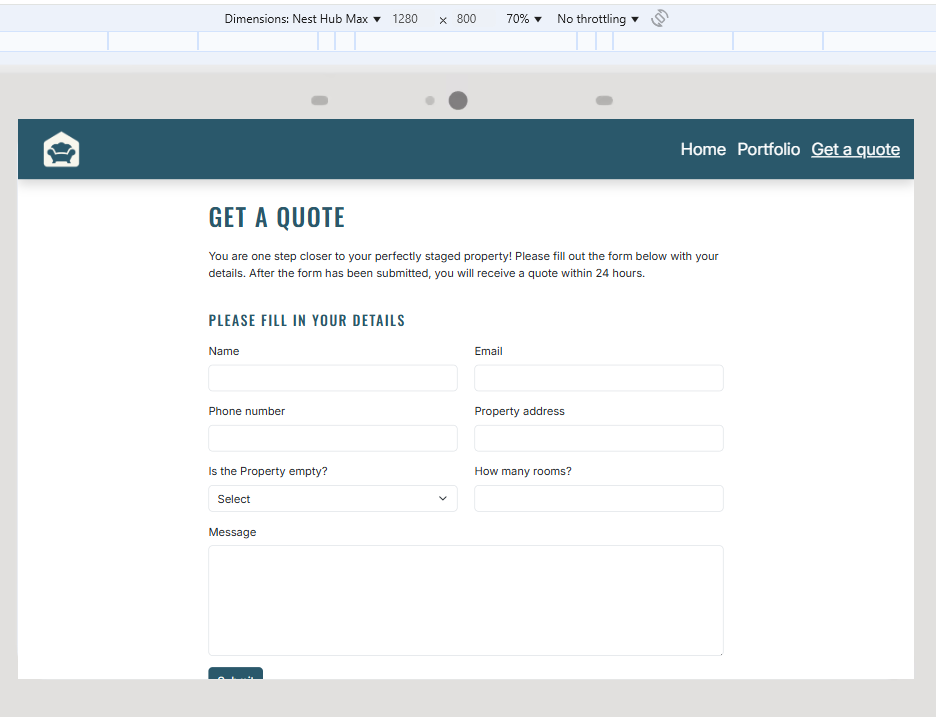 Dimensions: Nest Hub Max ▼ 1280 × 800 70% ▼ No throttling ▼
Home Portfolio Get a quote
GET A QUOTE
You are one step closer to your perfectly staged property! Please fill out the form below with your
details. After the form has been submitted, you will receive a quote within 24 hours.
PLEASE FILL IN YOUR DETAILS
Name Email
Phone number Property address
Is the Property empty? How many rooms?
Select
Message
Submit